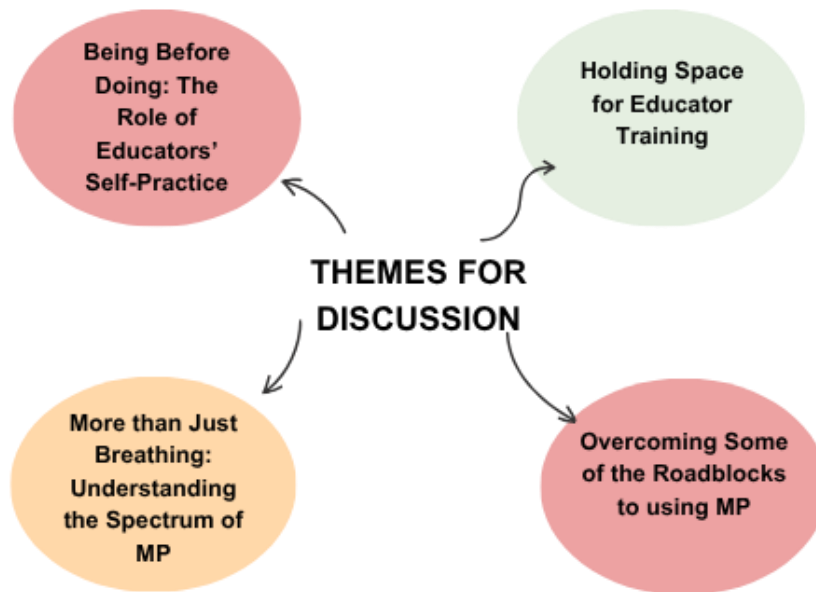 Being Before
Doing: The
Role of
Educators'
Self-Practice
Holding Space
for Educator
Training
THEMES FOR
DISCUSSION
More than Just
Breathing:
Understanding
the Spectrum of
MP
Overcoming Some
of the Roadblocks
to using MP